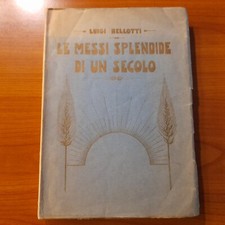 LUIGI BELLOTTI
LE MESSI SPLENDIDE
DI UN SECOLO